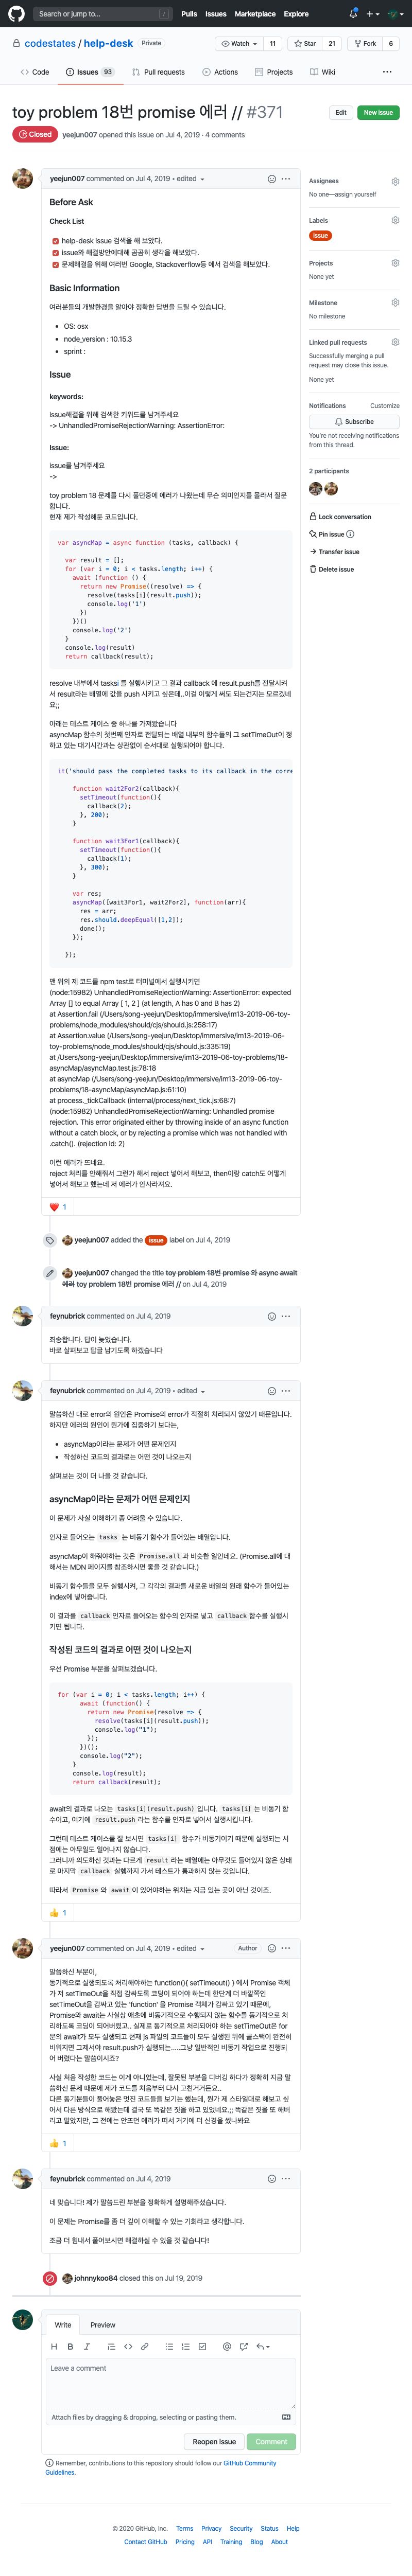 Search or jump to...
/
Pulls Issues Marketplace Explore
codestates / help-desk Private
Watch 11 Star 21 Fork 6
Code Issues 93 Pull requests Actions Projects Wiki
toy problem 18번 promise 에러 // #371
Edit New issue
Closed yeejun007 opened this issue on Jul 4, 2019 · 4 comments
yeejun007 commented on Jul 4, 2019 • edited
Before Ask
Check List
help-desk issue 검색을 해 보았다.
issue와 해결방안에대해 곰곰히 생각을 해보았다.
문제해결을 위해 여러번 Google, Stackoverflow등 에서 검색을 해보았다.
Basic Information
여러분들의 개발환경을 알아야 정확한 답변을 드릴 수 있습니다.
OS: osx
node_version : 10.15.3
sprint :
Issue
keywords:
issue해결을 위해 검색한 키워드를 남겨주세요
-> UnhandledPromiseRejectionWarning: AssertionError:
Issue:
issue를 남겨주세요
->
toy problem 18 문제를 다시 풀던중에 에러가 나왔는데 무슨 의미인지를 몰라서 질문
합니다.
현재 제가 작성해둔 코드입니다.
var asyncMap = async function (tasks, callback) {
var result = [];
for (var i = 0; i < tasks.length; i++) {
await (function () {
return new Promise((resolve) => {
resolve(tasks[i](result.push));
console.log('1')
})
})()
console.log('2')
}
console.log(result)
return callback(result);
resolve 내부에서 tasksi 를 실행시키고 그 결과 callback 에 result.push를 전달시켜
서 result라는 배열에 값을 push 시키고 싶은데..이걸 이렇게 써도 되는건지는 모르겠네
요;;
아래는 테스트 케이스 중 하나를 가져왔습니다
asyncMap 함수의 첫번째 인자로 전달되는 배열 내부의 함수들의 그 setTimeOut이 정
하고 있는 대기시간과는 상관없이 순서대로 실행되어야 합니다.
it('should pass the completed tasks to its callback in the corre
function wait2For2(callback){
setTimeout(function(){
callback(2);
}, 200);
}
function wait3For1(callback){
setTimeout(function(){
callback(1);
}, 300);
}
var res;
asyncMap([wait3For1, wait2For2], function(arr){
res = arr;
res.should.deepEqual([1,2]);
done();
});
});
맨 위의 제 코드를 npm test로 터미널에서 실행시키면
(node:15982) UnhandledPromiseRejectionWarning: AssertionError: expected
Array [] to equal Array [ 1, 2 ] (at length, A has 0 and B has 2)
at Assertion.fail (/Users/song-yeejun/Desktop/immersive/im13-2019-06-toy-
problems/node_modules/should/cjs/should.js:258:17)
at Assertion.value (/Users/song-yeejun/Desktop/immersive/im13-2019-06-
toy-problems/node_modules/should/cjs/should.js:335:19)
at /Users/song-yeejun/Desktop/immersive/im13-2019-06-toy-problems/18-
asyncMap/asyncMap.test.js:78:18
at asyncMap (/Users/song-yeejun/Desktop/immersive/im13-2019-06-toy-
problems/18-asyncMap/asyncMap.js:61:10)
at process._tickCallback (internal/process/next_tick.js:68:7)
(node:15982) UnhandledPromiseRejectionWarning: Unhandled promise
rejection. This error originated either by throwing inside of an async function
without a catch block, or by rejecting a promise which was not handled with
.catch(). (rejection id: 2)
이런 에러가 뜨네요.
reject 처리를 안해줘서 그런가 해서 reject 넣어서 해보고, then이랑 catch도 어떻게
넣어서 해보고 했는데 저 에러가 안사라져요.
❤️ 1
yeejun007 added the issue label on Jul 4, 2019
yeejun007 changed the title toy problem 18번 promise 와 async await
에러 toy problem 18번 promise 에러 // on Jul 4, 2019
feynubrick commented on Jul 4, 2019
죄송합니다. 답이 늦었습니다.
바로 살펴보고 답글 남기도록 하겠습니다
feynubrick commented on Jul 4, 2019 • edited
말씀하신 대로 error의 원인은 Promise의 error가 적절히 처리되지 않았기 때문입니다.
하지만 에러의 원인이 뭔가에 집중하기 보다는,
asyncMap이라는 문제가 어떤 문제인지
작성하신 코드의 결과로는 어떤 것이 나오는지
살펴보는 것이 더 나을 것 같습니다.
asyncMap이라는 문제가 어떤 문제인지
이 문제가 사실 이해하기 좀 어려울 수 있습니다.
인자로 들어오는 tasks 는 비동기 함수가 들어있는 배열입니다.
asyncMap이 해줘야하는 것은 Promise.all 과 비슷한 일인데요. (Promise.all에 대
해서는 MDN 페이지를 참조하시면 좋을 것 같습니다.)
비동기 함수들을 모두 실행시켜, 그 각각의 결과를 새로운 배열의 원래 함수가 들어있는
index에 넣어줍니다.
이 결과를 callback 인자로 들어오는 함수의 인자로 넣고 callback 함수를 실행시
키면 됩니다.
작성된 코드의 결과로 어떤 것이 나오는지
우선 Promise 부분을 살펴보겠습니다.
for (var i = 0; i < tasks.length; i++) {
await (function() {
return new Promise(resolve => {
resolve(tasks[i](result.push));
console.log("1");
});
})();
console.log("2");
}
console.log(result);
return callback(result);
await의 결과로 나오는 tasks[i](result.push) 입니다. tasks[i] 는 비동기 함
수이고, 여기에 result.push 라는 함수를 인자로 넣어서 실행시킵니다.
그런데 테스트 케이스를 잘 보시면 tasks[i] 함수가 비동기이기 때문에 실행되는 시
점에는 아무일도 일어나지 않습니다.
그러니까 의도하신 것과는 다르게 result 라는 배열에는 아무것도 들어있지 않은 상태
로 마지막 callback 실행까지 가서 테스트가 통과하지 않는 것입니다.
따라서 Promise 와 await 이 있어야하는 위치는 지금 있는 곳이 아닌 것이죠.
👍 1
yeejun007 commented on Jul 4, 2019 • edited Author
말씀하신 부분이,
동기적으로 실행되도록 처리해야하는 function(){ setTimeout() } 에서 Promise 객체
가 저 setTimeOut을 직접 감싸도록 코딩이 되어야 하는데 한단계 더 바깥쪽인
setTimeOut을 감싸고 있는 'function' 을 Promise 객체가 감싸고 있기 때문에,
Promise와 await는 사실상 애초에 비동기적으로 수행되지 않는 함수를 동기적으로 처
리하도록 코딩이 되어버렸고.. 실제로 동기적으로 처리되어야 하는 setTimeOut은 for
문의 await가 모두 실행되고 현재 js 파일의 코드들이 모두 실행된 뒤에 콜스택이 완전히
비워지면 그제서야 result.push가 실행되는.....그냥 일반적인 비동기 작업으로 진행되
어 버렸다는 말씀이시죠?
사실 처음 작성한 코드는 이게 아니었는데, 잘못된 부분을 디버깅 하다가 정확히 지금 말
씀하신 문제 때문에 제가 코드를 처음부터 다시 고친거거든요..
다른 동기분들이 풀어놓은 멋진 코드들을 보기는 했는데, 뭔가 제 스타일대로 해보고 싶
어서 다른 방식으로 해봤는데 결국 또 똑같은 짓을 하고 있었네요.;; 똑같은 짓을 또 해버
리고 말았지만, 그 전에는 안뜨던 에러가 떠서 거기에 더 신경을 썼나봐요
👍 1
feynubrick commented on Jul 4, 2019
네 맞습니다! 제가 말씀드린 부분을 정확하게 설명해주셨습니다.
이 문제는 Promise를 좀 더 깊이 이해할 수 있는 기회라고 생각합니다.
조금 더 힘내서 풀어보시면 해결하실 수 있을 것 같습니다!
johnnykoo84 closed this on Jul 19, 2019
Write Preview
Leave a comment
Attach files by dragging & dropping, selecting or pasting them.
Reopen issue Comment
Remember, contributions to this repository should follow our GitHub Community
Guidelines.
Assignees
No one—assign yourself
Labels
issue
Projects
None yet
Milestone
No milestone
Linked pull requests
Successfully merging a pull
request may close this issue.
None yet
Notifications Customize
Subscribe
You're not receiving notifications
from this thread.
2 participants
Lock conversation
Pin issue
Transfer issue
Delete issue
© 2020 GitHub, Inc. Terms Privacy Security Status Help
Contact GitHub Pricing API Training Blog About